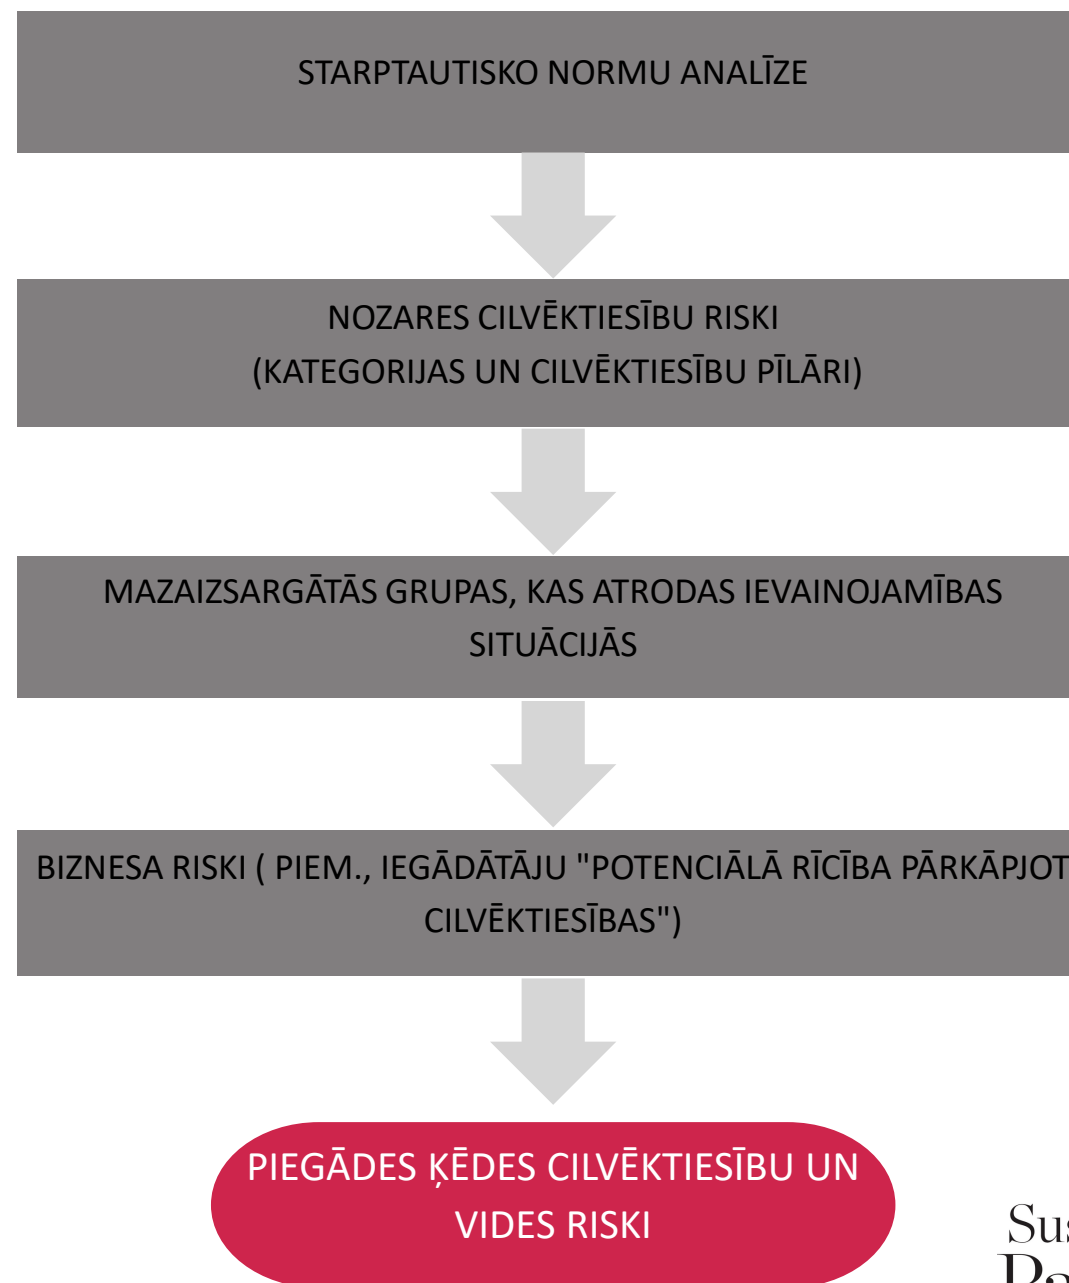 STARPTAUTISKO NORMU ANALĪZE
NOZARES CILVĒKTIESĪBU RISKI
(KATEGORIJAS UN CILVĒKTIESĪBU PĪLĀRI)
MAZAIZSARGĀTĀS GRUPAS, KAS ATRODAS IEVAINOJAMĪBAS
SITUĀCIJĀS
BIZNESA RISKI ( PIEM., IEGĀDĀTĀJU "POTENCIĀLĀ RĪCĪBA PĀRKĀPJOT
CILVĒKTIESĪBAS")
PIEGĀDES ĶĒDES CILVĒKTIESĪBU UN
VIDES RISKI